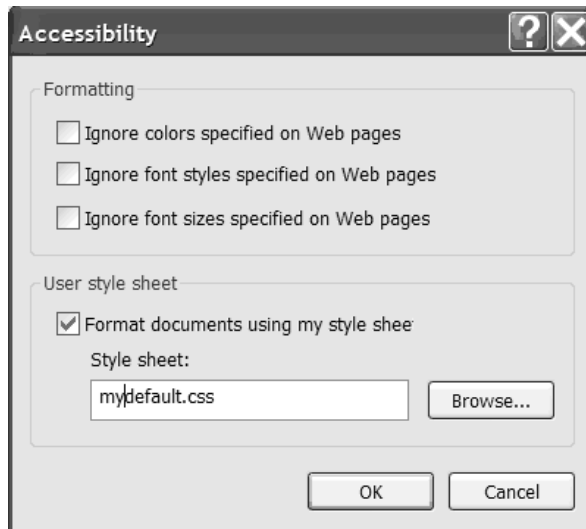 Accessibility
Formatting
Ignore colors specified on Web pages
Ignore font styles specified on Web pages
Ignore font sizes specified on Web pages
User style sheet
Format documents using my style shee
Style sheet:
mydefault.css
Browse...
OK
Cancel